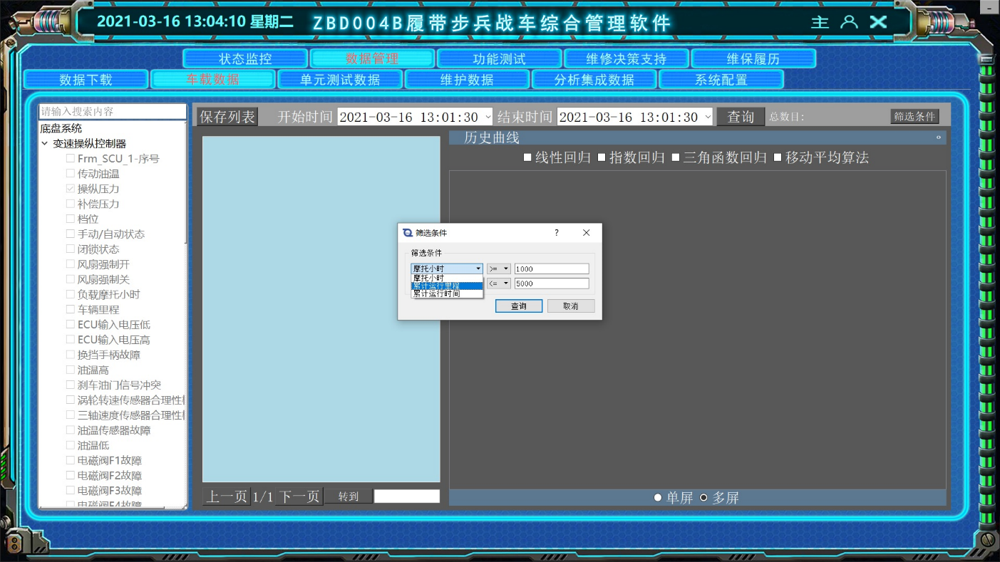 2021-03-16 13:04:10 星期二
ZBD004B履带步兵战车综合管理软件
主
状态监控 数据管理 功能测试 维修决策支持 维保履历
数据下载 车载数据 单元测试数据 维护数据 分析集成数据 系统配置
请输入搜索内容
底盘系统
变速操纵控制器
Frm_SCU_1-序号
传动油温
操纵压力
补偿压力
档位
手动/自动状态
闭锁状态
风扇强制开
风扇强制关
负载摩托小时
车辆里程
ECU输入电压低
ECU输入电压高
换挡手柄故障
油温高
刹车油门信号冲突
涡轮转速传感器合理性
三轴速度传感器合理性
油温传感器故障
油温低
电磁阀F1故障
电磁阀F2故障
电磁阀F3故障
电磁阀F4故障
保存列表 开始时间 2021-03-16 13:01:30 结束时间 2021-03-16 13:01:30 查询 总数目: 筛选条件
历史曲线
线性回归 指数回归 三角函数回归 移动平均算法
筛选条件 ?
筛选条件
摩托小时 >= 1000
摩托小时
累计运行里程 <= 5000
累计运行时间
查询 取消
上一页 1/1 下一页 转到
单屏 多屏